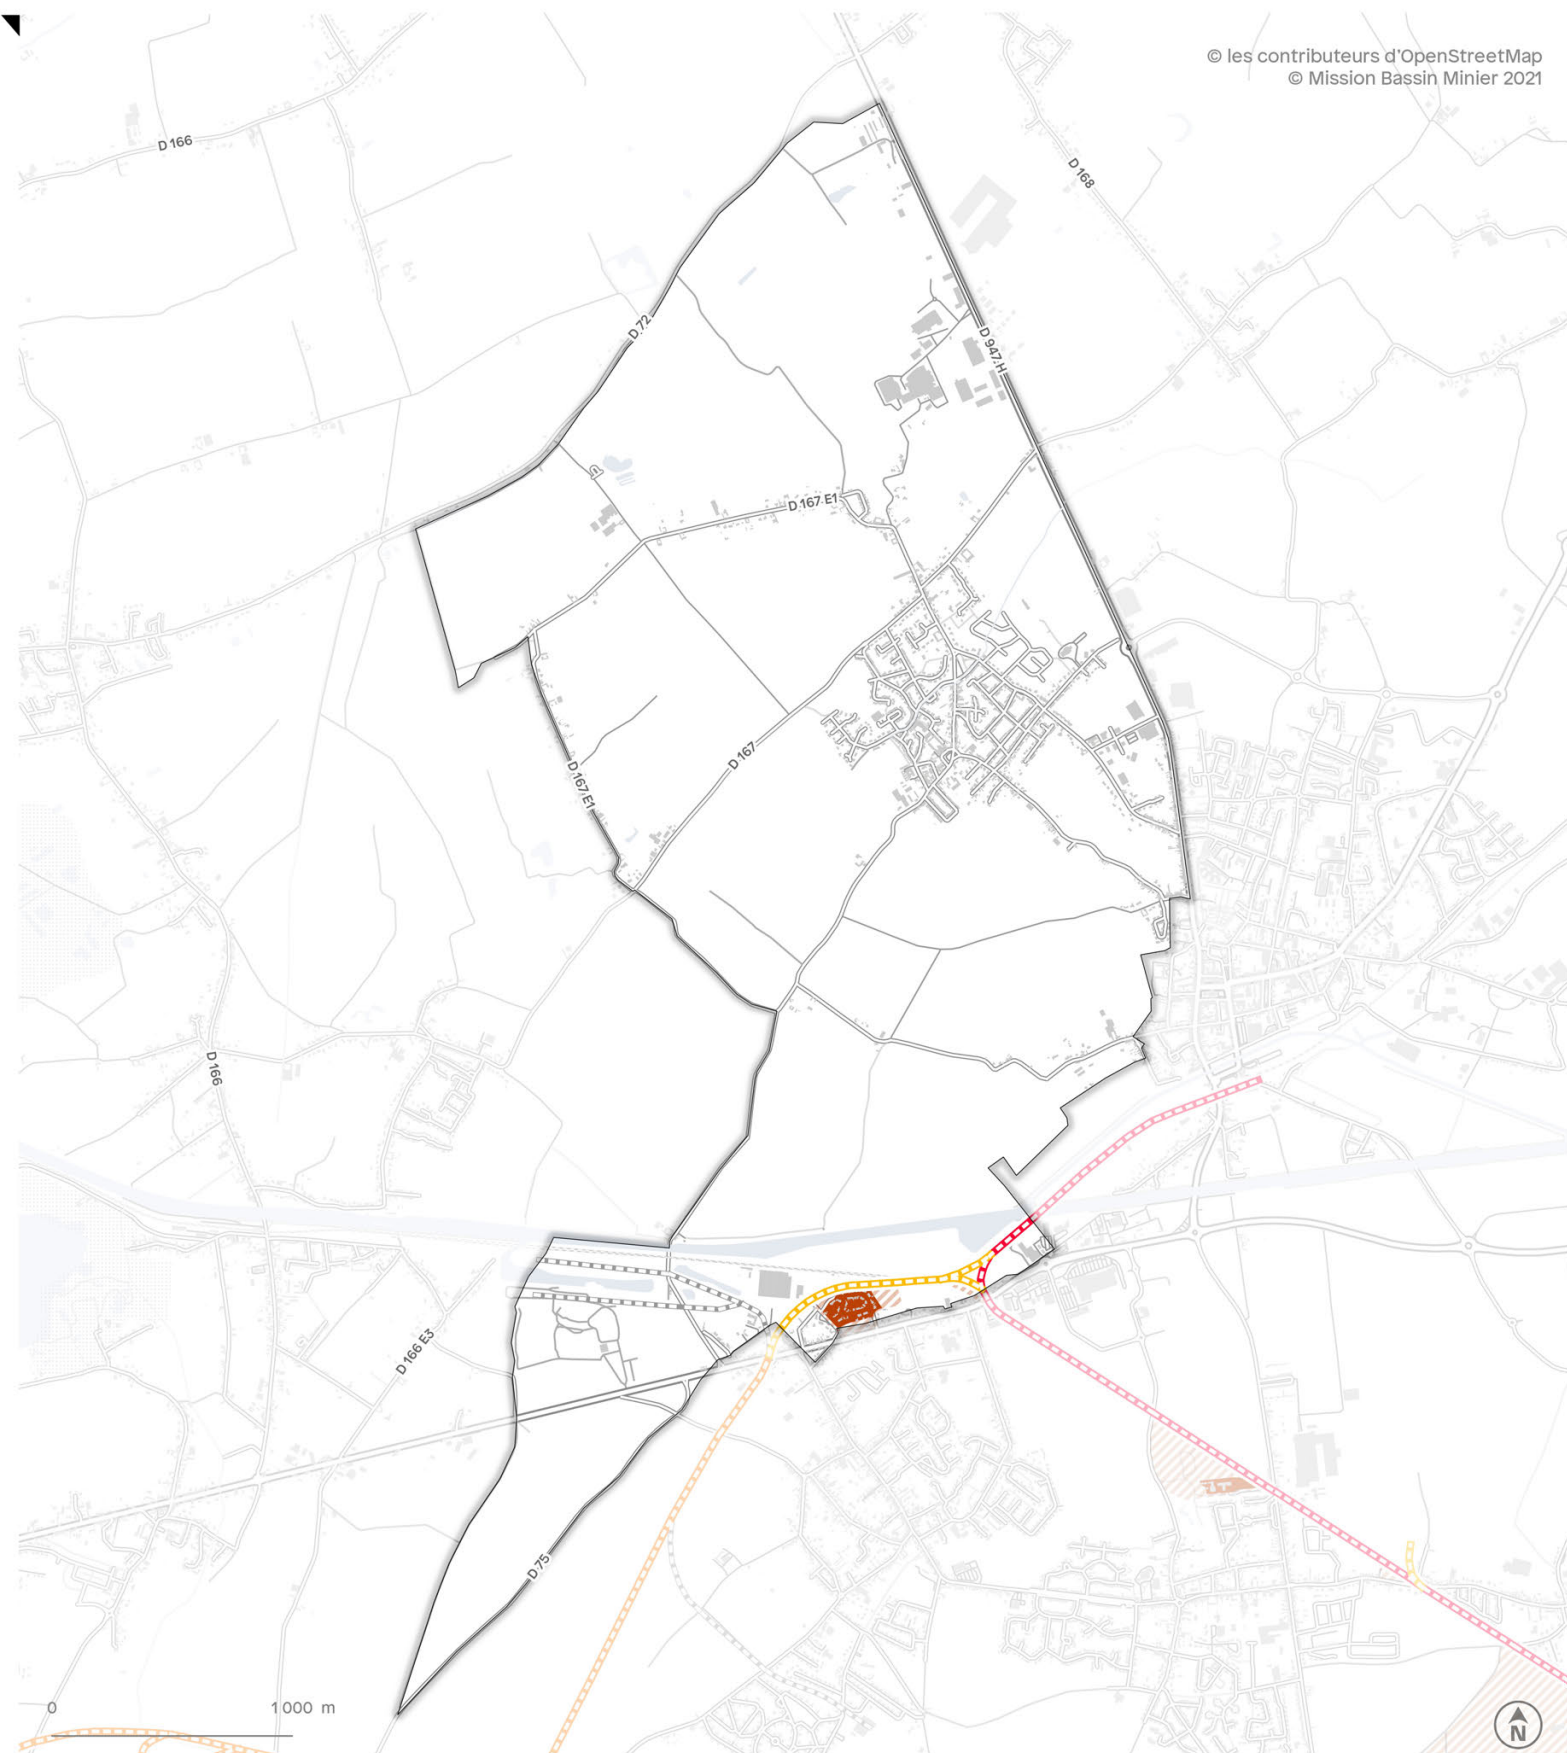 © les contributeurs d'OpenStreetMap
© Mission Bassin Minier 2021
D 166
D 168
D 72
D 947 H
D 167 E1
D 167
D 167 E1
D 166
D 166 E3
D 75
0 1 000 m
N